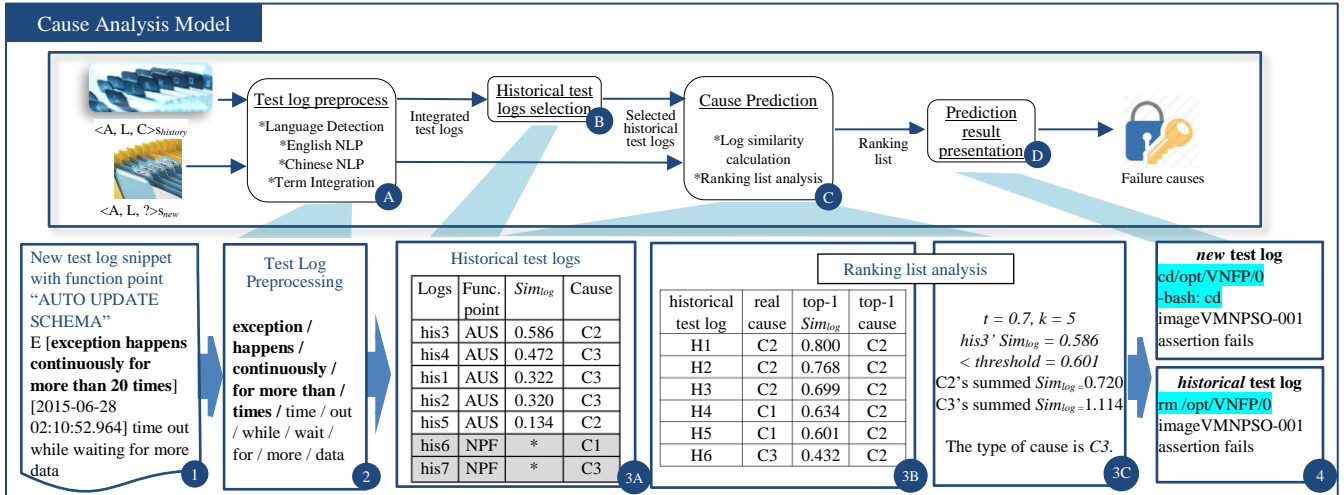 Cause Analysis Model
<A, L, C>shistory
<A, L, ?>snew
Test log preprocess
*Language Detection
*English NLP
*Chinese NLP
*Term Integration
A
Integrated
test logs
Historical test
logs selection
B
Selected
historical
test logs
Cause Prediction
*Log similarity
calculation
*Ranking list analysis
C
Ranking
list
Prediction
result
presentation
D
Failure causes
New test log snippet
with function point
“AUTO UPDATE
SCHEMA”
E [exception happens
continuously for
more than 20 times]
[2015-06-28
02:10:52.964] time out
while waiting for more
data
1
Test Log
Preprocessing
exception /
happens /
continuously /
for more than /
times / time / out
/ while / wait /
for / more / data
2
Historical test logs
Logs Func. point Simlog Cause
his3 AUS 0.586 C2
his4 AUS 0.472 C3
his1 AUS 0.322 C3
his2 AUS 0.320 C3
his5 AUS 0.134 C2
his6 NPF * C1
his7 NPF * C3
3A
Ranking list analysis
historical test log real cause top-1 Simlog top-1 cause
H1 C2 0.800 C2
H2 C2 0.768 C2
H3 C2 0.699 C2
H4 C1 0.634 C2
H5 C1 0.601 C2
H6 C3 0.432 C2
3B
t = 0.7, k = 5
his3’ Simlog = 0.586
< threshold = 0.601
C2’s summed Simlog =0.720
C3’s summed Simlog =1.114
The type of cause is C3.
3C
new test log
cd/opt/VNFP/0
-bash: cd
imageVMNPSO-001
assertion fails
historical test log
rm /opt/VNFP/0
imageVMNPSO-001
assertion fails
4